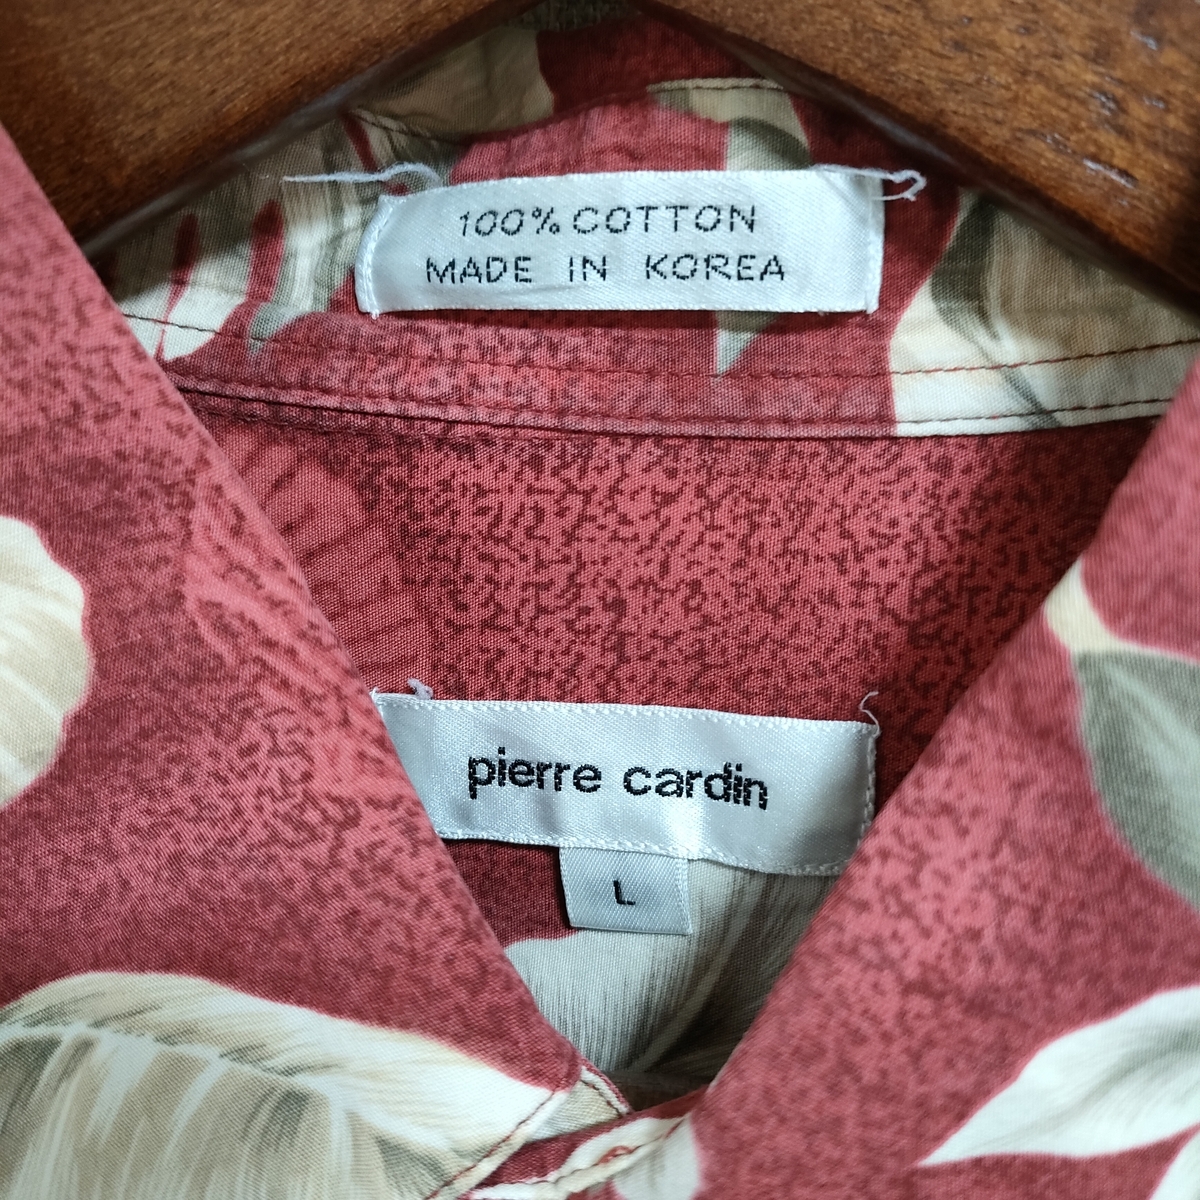 100% COTTON
MADE IN KOREA
pierre cardin
L